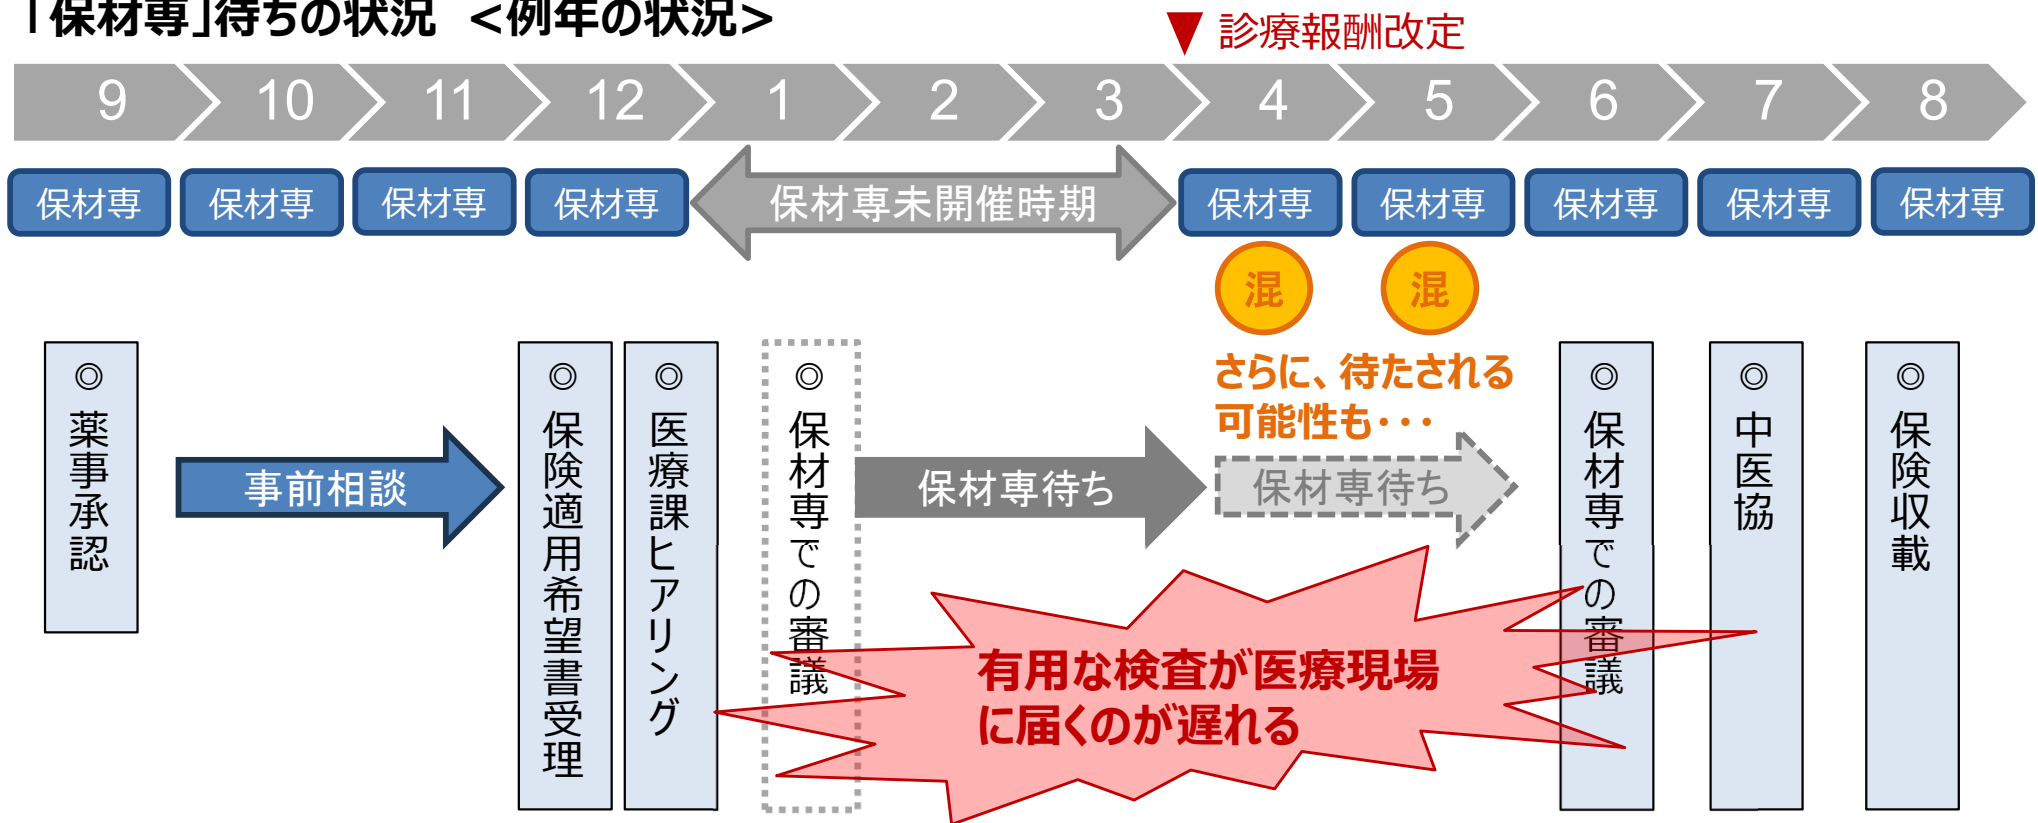 「保材専」待ちの状況 <例年の状況>
診療報酬改定
9 10 11 12 1 2 3 4 5 6 7 8
保材専 保材専 保材専 保材専 保材専未開催時期 保材専 保材専 保材専 保材専 保材専
混 混
さらに、待たされる
可能性も・・・
◎薬事承認
事前相談
◎保険適用希望書受理
◎医療課ヒアリング
◎保材専での審議
保材専待ち
保材専待ち
◎保材専での審議
◎中医協
◎保険収載
有用な検査が医療現場
に届くのが遅れる